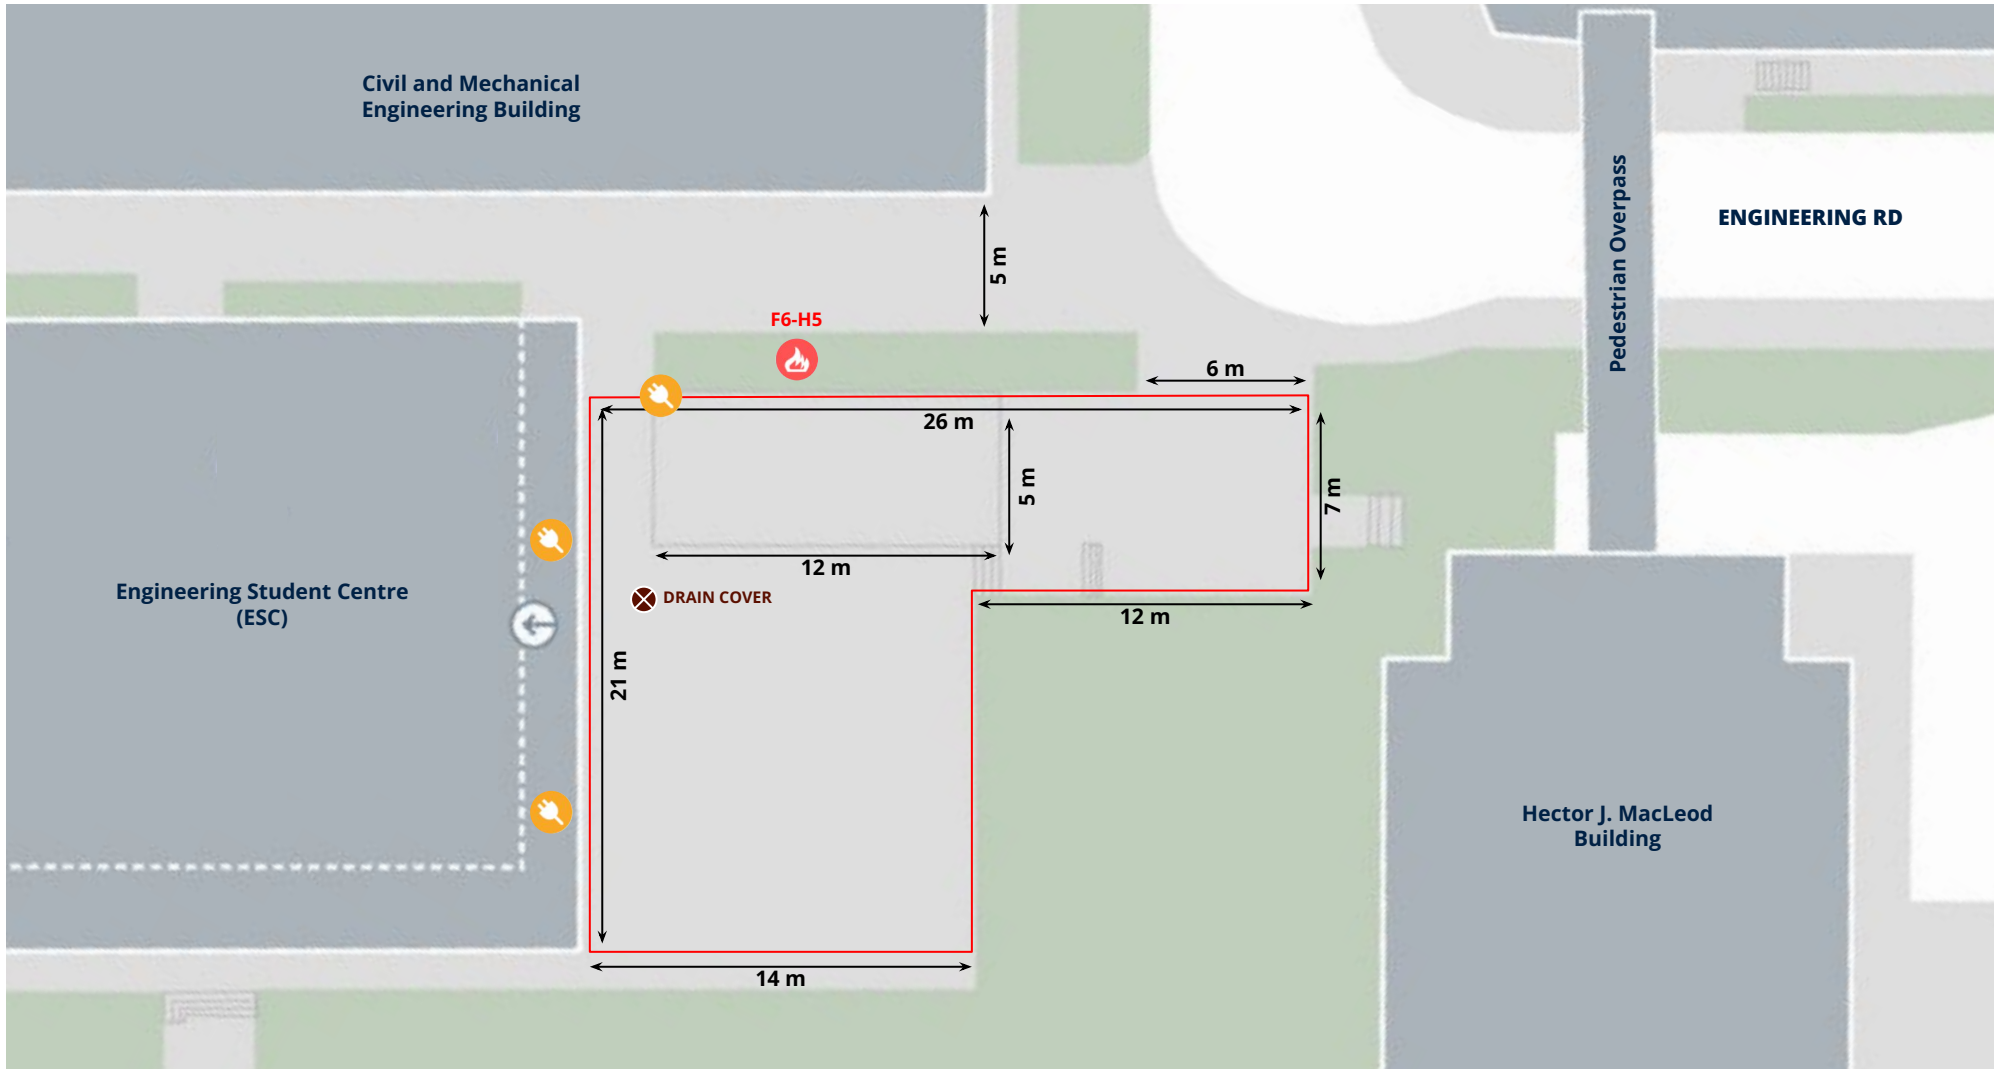 Civil and Mechanical
Engineering Building
Pedestrian Overpass
ENGINEERING RD
5 m
F6-H5
6 m
26 m
5 m
7 m
12 m
DRAIN COVER
12 m
Engineering Student Centre
(ESC)
21 m
Hector J. MacLeod
Building
14 m